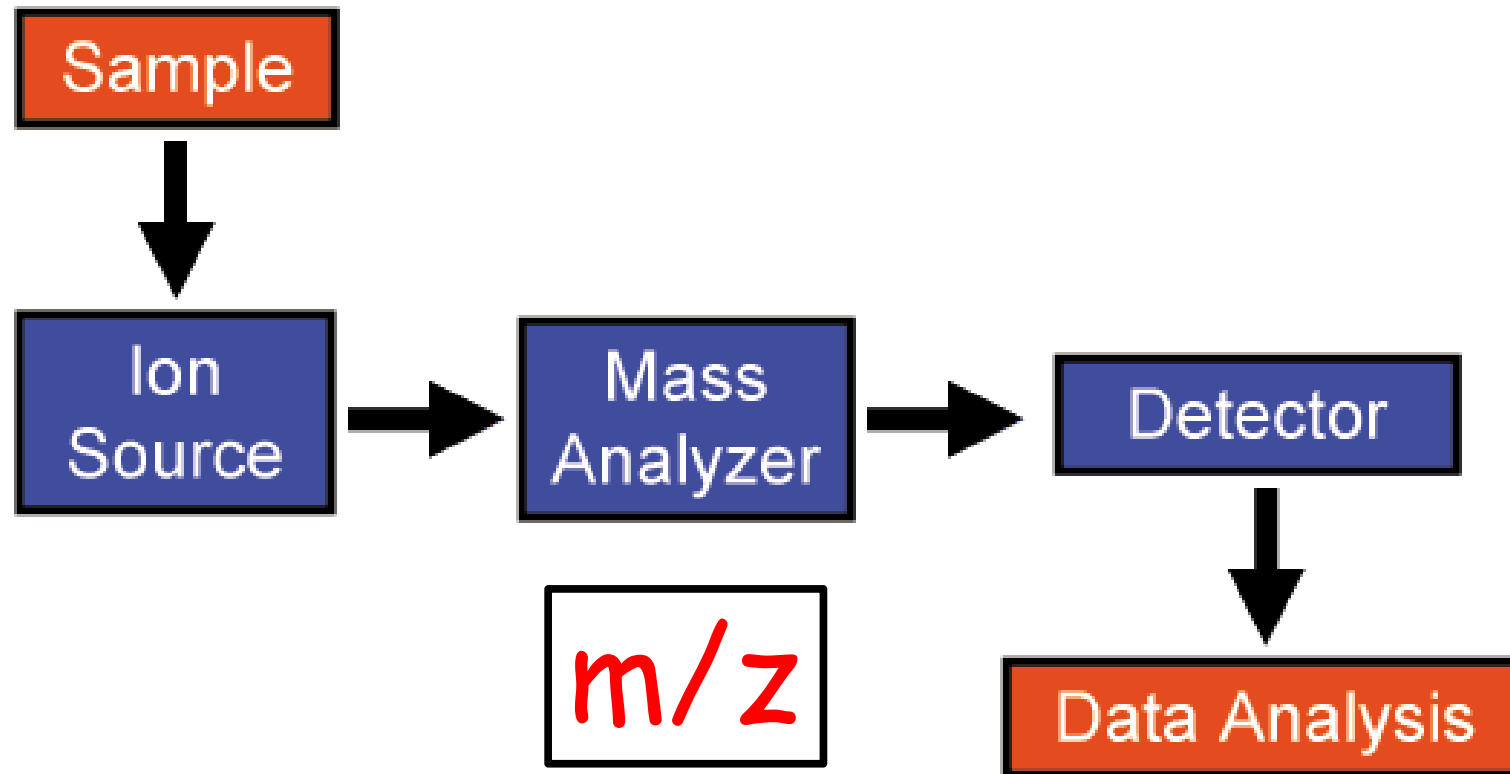 Sample
Ion
Source
Mass
Analyzer
Detector
m/z
Data Analysis